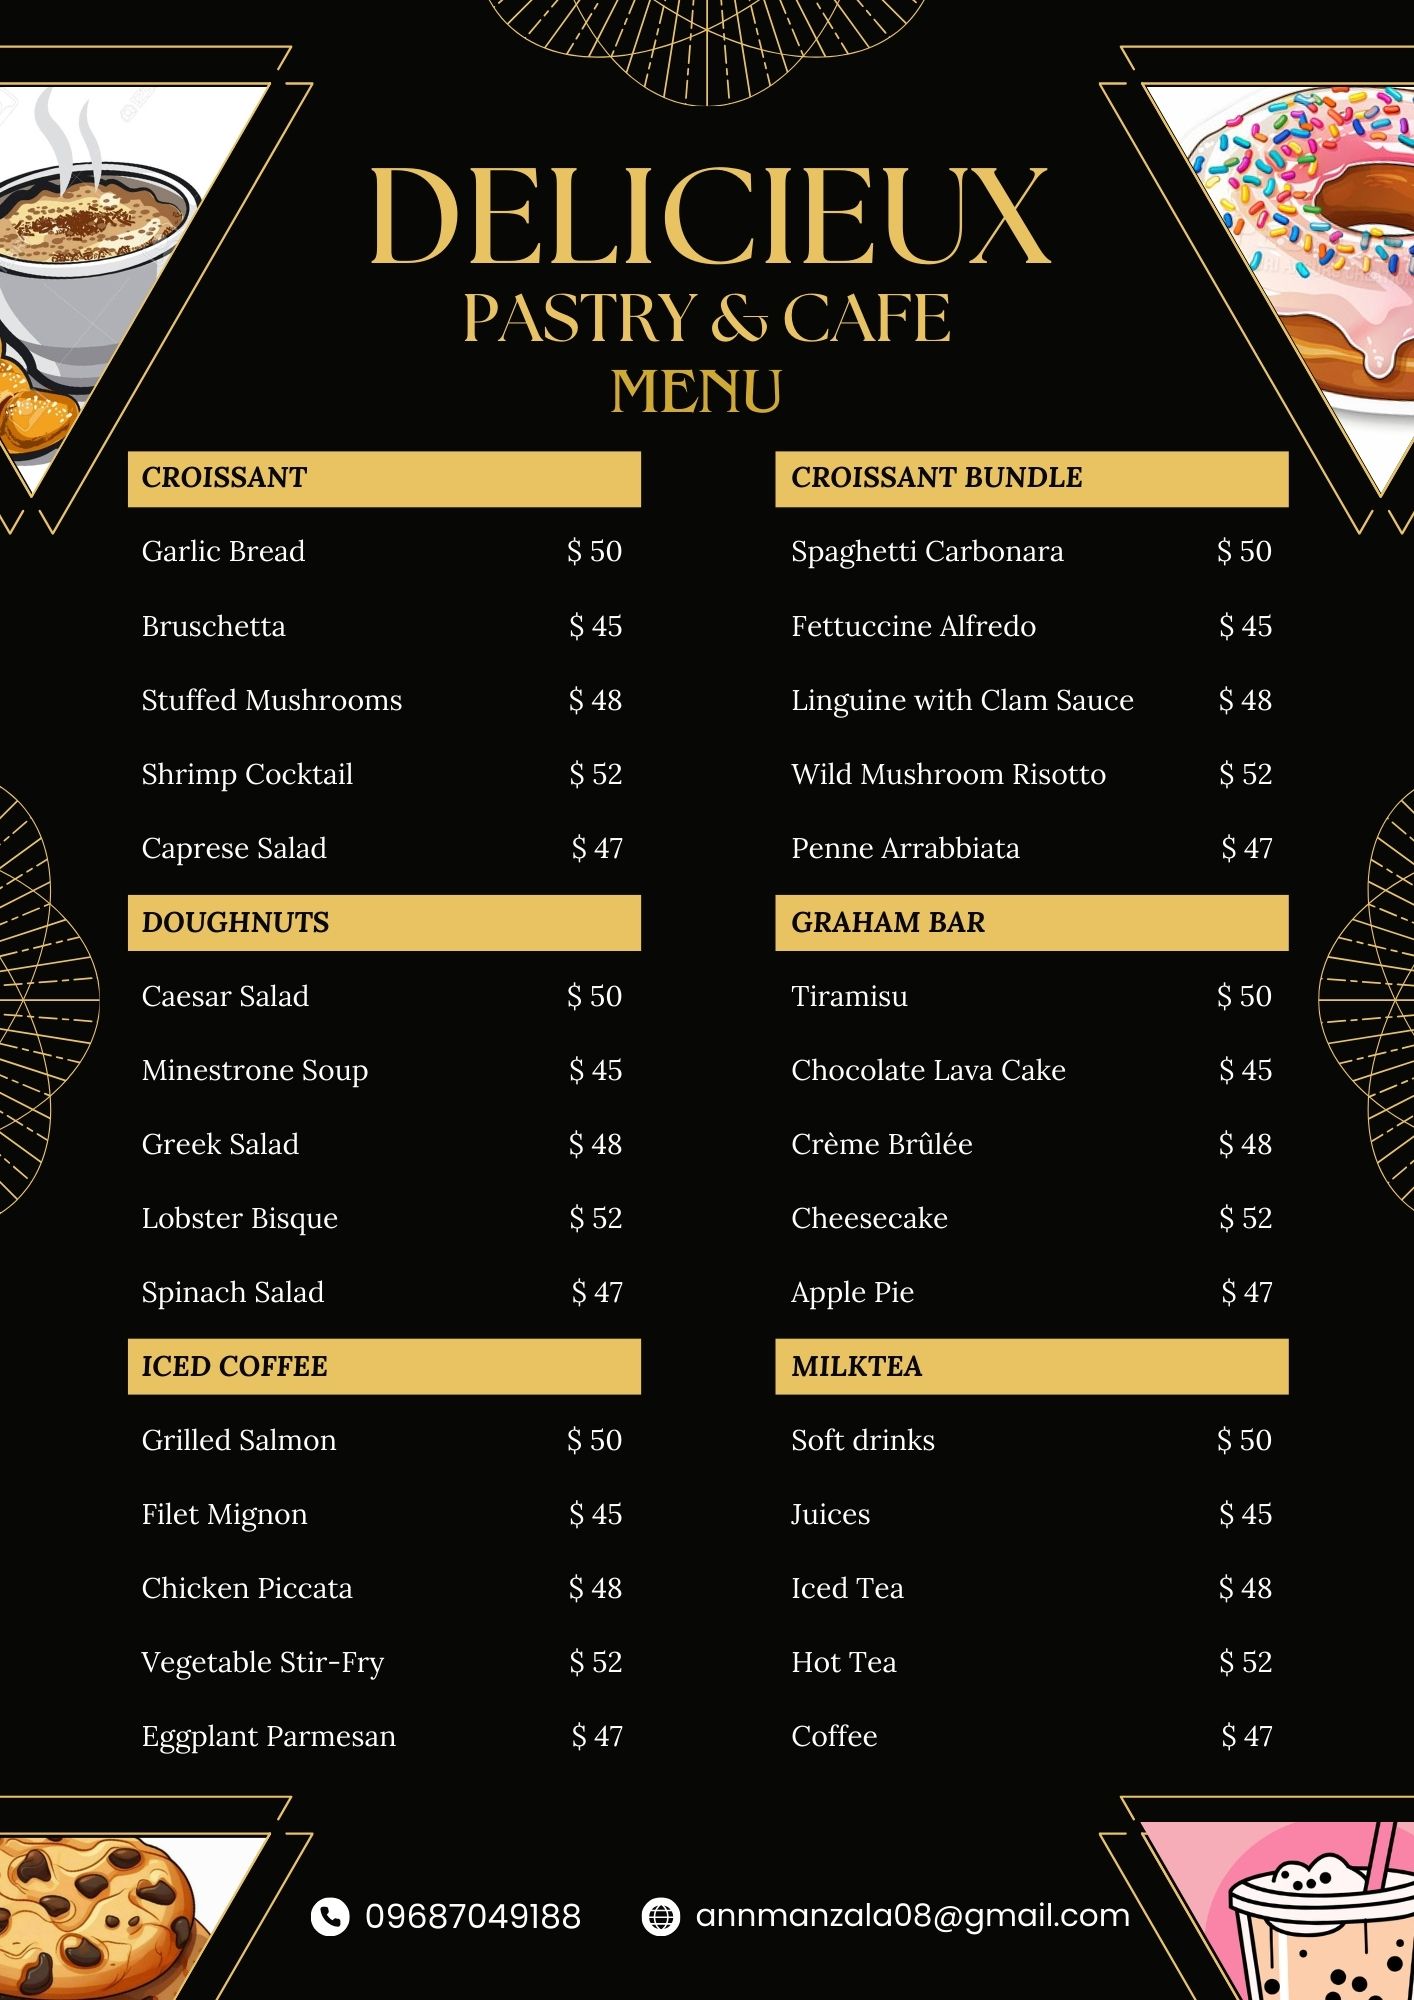 DELICIEUX
PASTRY & CAFE
MENU
CROISSANT
Garlic Bread $ 50
Bruschetta $ 45
Stuffed Mushrooms $ 48
Shrimp Cocktail $ 52
Caprese Salad $ 47
DOUGHNUTS
Caesar Salad $ 50
Minestrone Soup $ 45
Greek Salad $ 48
Lobster Bisque $ 52
Spinach Salad $ 47
ICED COFFEE
Grilled Salmon $ 50
Filet Mignon $ 45
Chicken Piccata $ 48
Vegetable Stir-Fry $ 52
Eggplant Parmesan $ 47
CROISSANT BUNDLE
Spaghetti Carbonara $ 50
Fettuccine Alfredo $ 45
Linguine with Clam Sauce $ 48
Wild Mushroom Risotto $ 52
Penne Arrabbiata $ 47
GRAHAM BAR
Tiramisu $ 50
Chocolate Lava Cake $ 45
Crème Brûlée $ 48
Cheesecake $ 52
Apple Pie $ 47
MILKTEA
Soft drinks $ 50
Juices $ 45
Iced Tea $ 48
Hot Tea $ 52
Coffee $ 47
09687049188
annmanzala08@gmail.com